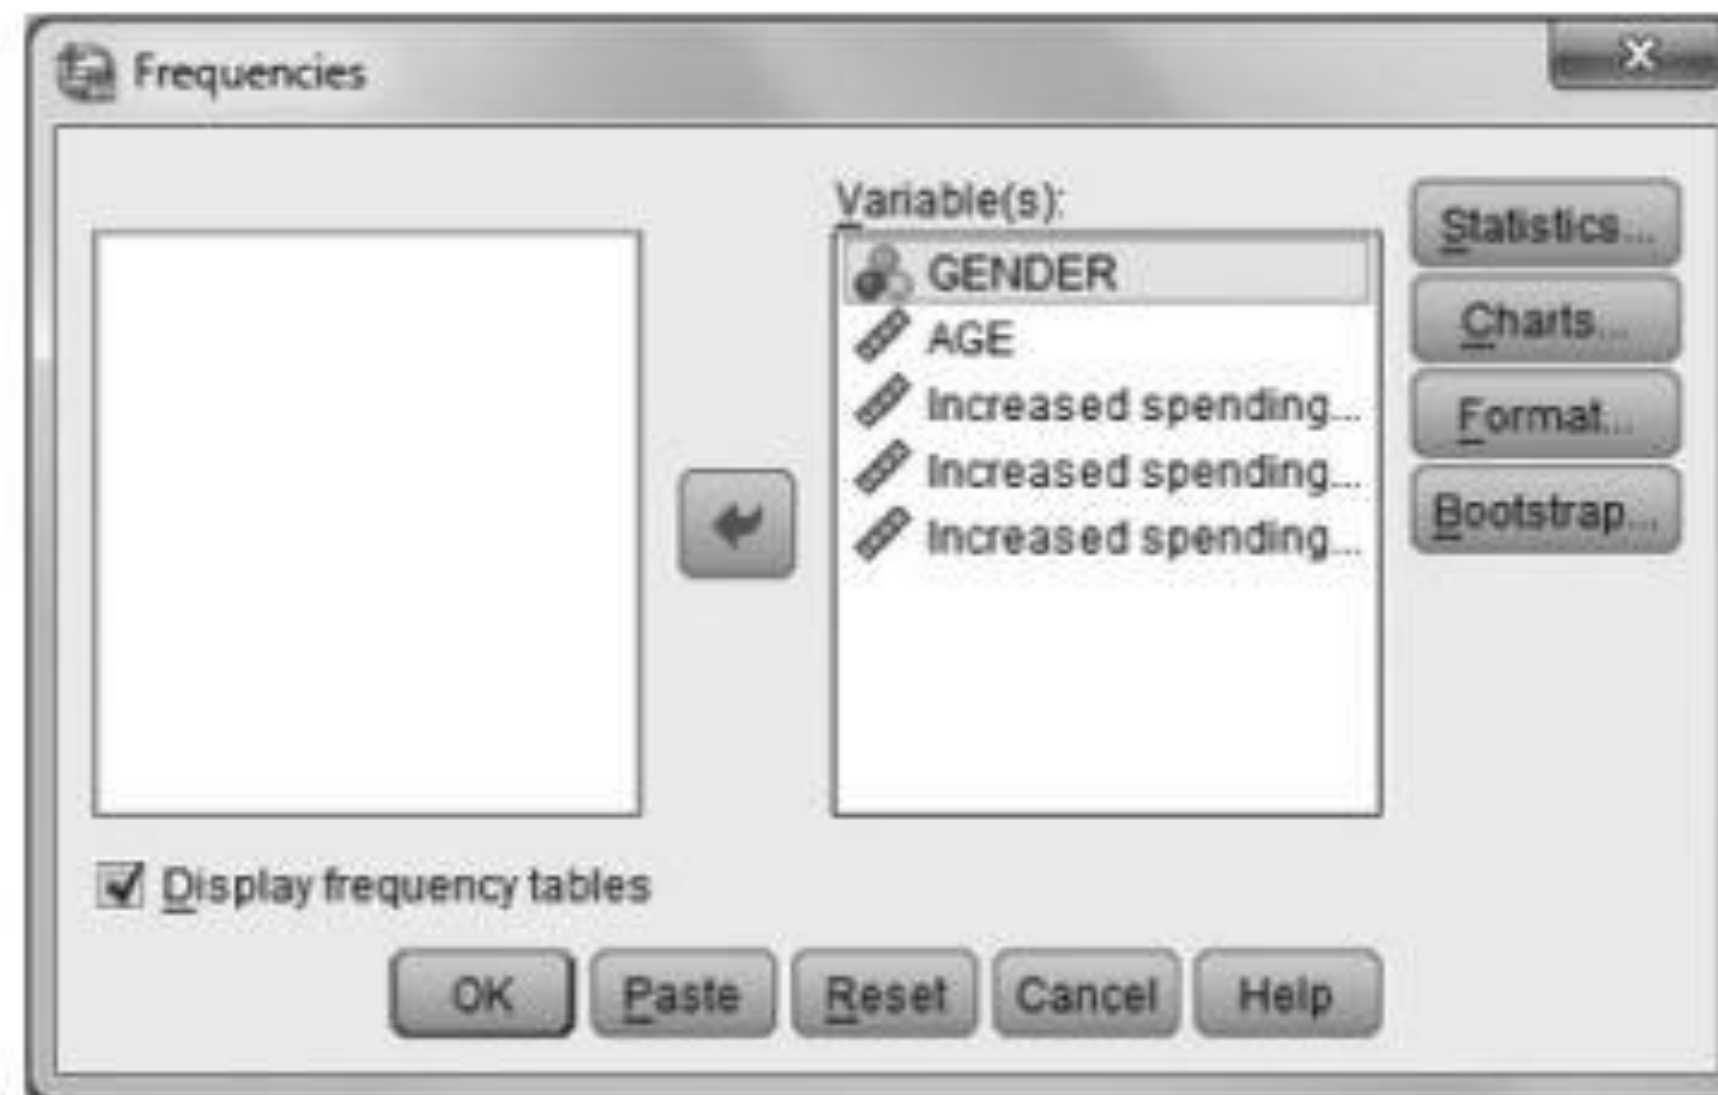 Frequencies
Variable(s):
GENDER
AGE
Increased spending...
Increased spending...
Increased spending...
Statistics...
Charts...
Format...
Bootstrap...
Display frequency tables
OK
Paste
Reset
Cancel
Help